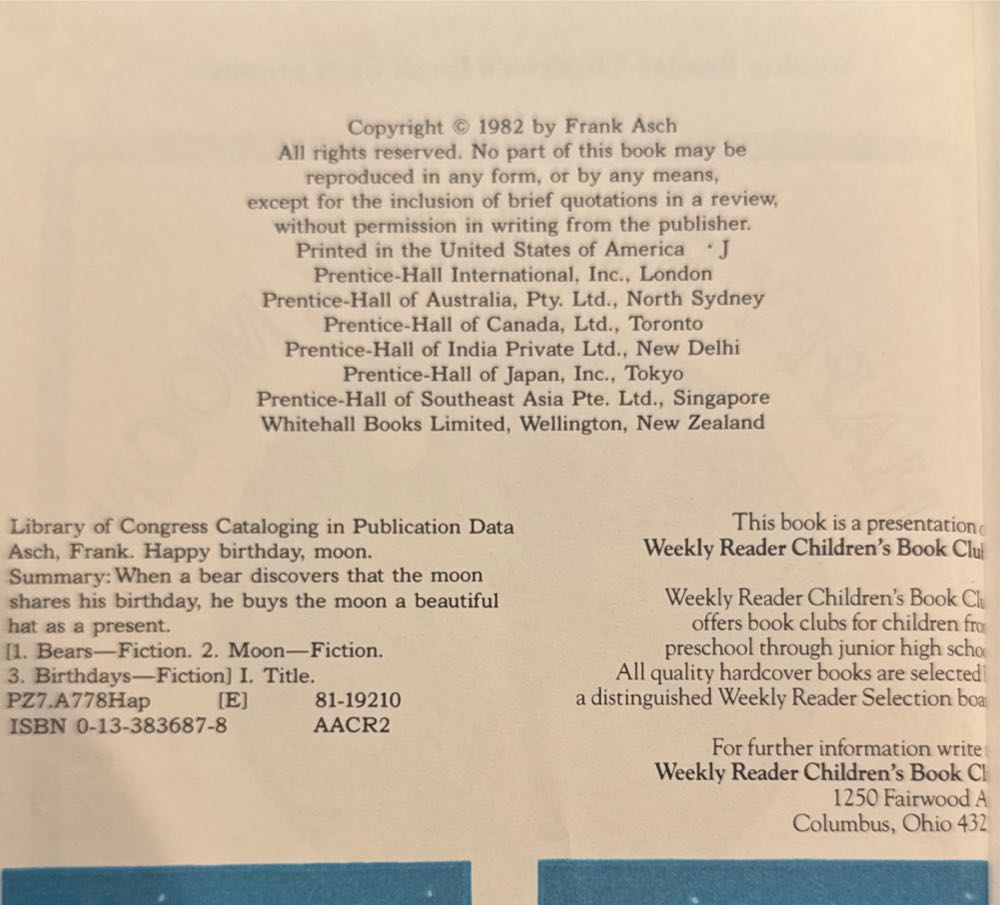 Copyright © 1982 by Frank Asch
All rights reserved. No part of this book may be
reproduced in any form, or by any means,
except for the inclusion of brief quotations in a review,
without permission in writing from the publisher.
Printed in the United States of America · J
Prentice-Hall International, Inc., London
Prentice-Hall of Australia, Pty. Ltd., North Sydney
Prentice-Hall of Canada, Ltd., Toronto
Prentice-Hall of India Private Ltd., New Delhi
Prentice-Hall of Japan, Inc., Tokyo
Prentice-Hall of Southeast Asia Pte. Ltd., Singapore
Whitehall Books Limited, Wellington, New Zealand
Library of Congress Cataloging in Publication Data
Asch, Frank. Happy birthday, moon.
Summary: When a bear discovers that the moon
shares his birthday, he buys the moon a beautiful
hat as a present.
[1. Bears—Fiction. 2. Moon—Fiction.
3. Birthdays—Fiction] I. Title.
PZ7.A778Hap [E] 81-19210
ISBN 0-13-383687-8 AACR2
This book is a presentation
Weekly Reader Children's Book
Weekly Reader Children's Book
offers book clubs for children
preschool through junior high
All quality hardcover books are selected
a distinguished Weekly Reader Selection
For further information write
Weekly Reader Children's Book
1250 Fairwood
Columbus, Ohio